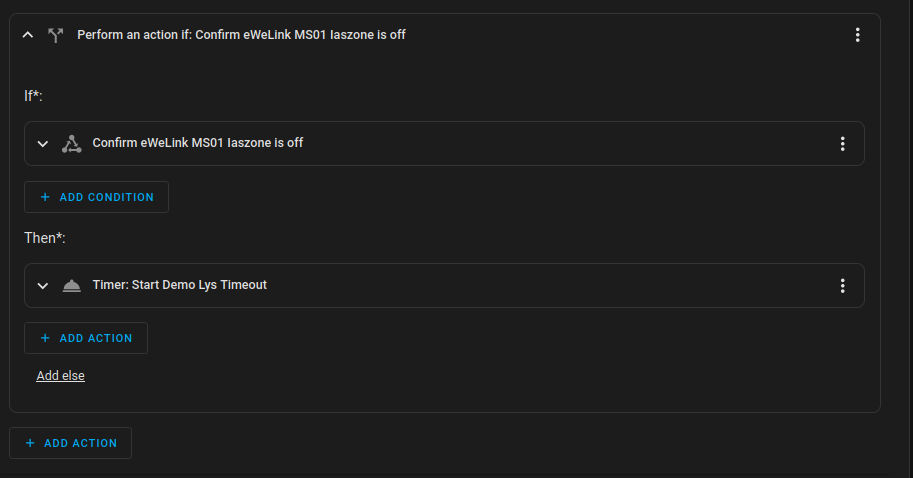 Perform an action if: Confirm eWeLink MS01 Iaszone is off
If*:
Confirm eWeLink MS01 Iaszone is off
+ ADD CONDITION
Then*:
Timer: Start Demo Lys Timeout
+ ADD ACTION
Add else
+ ADD ACTION